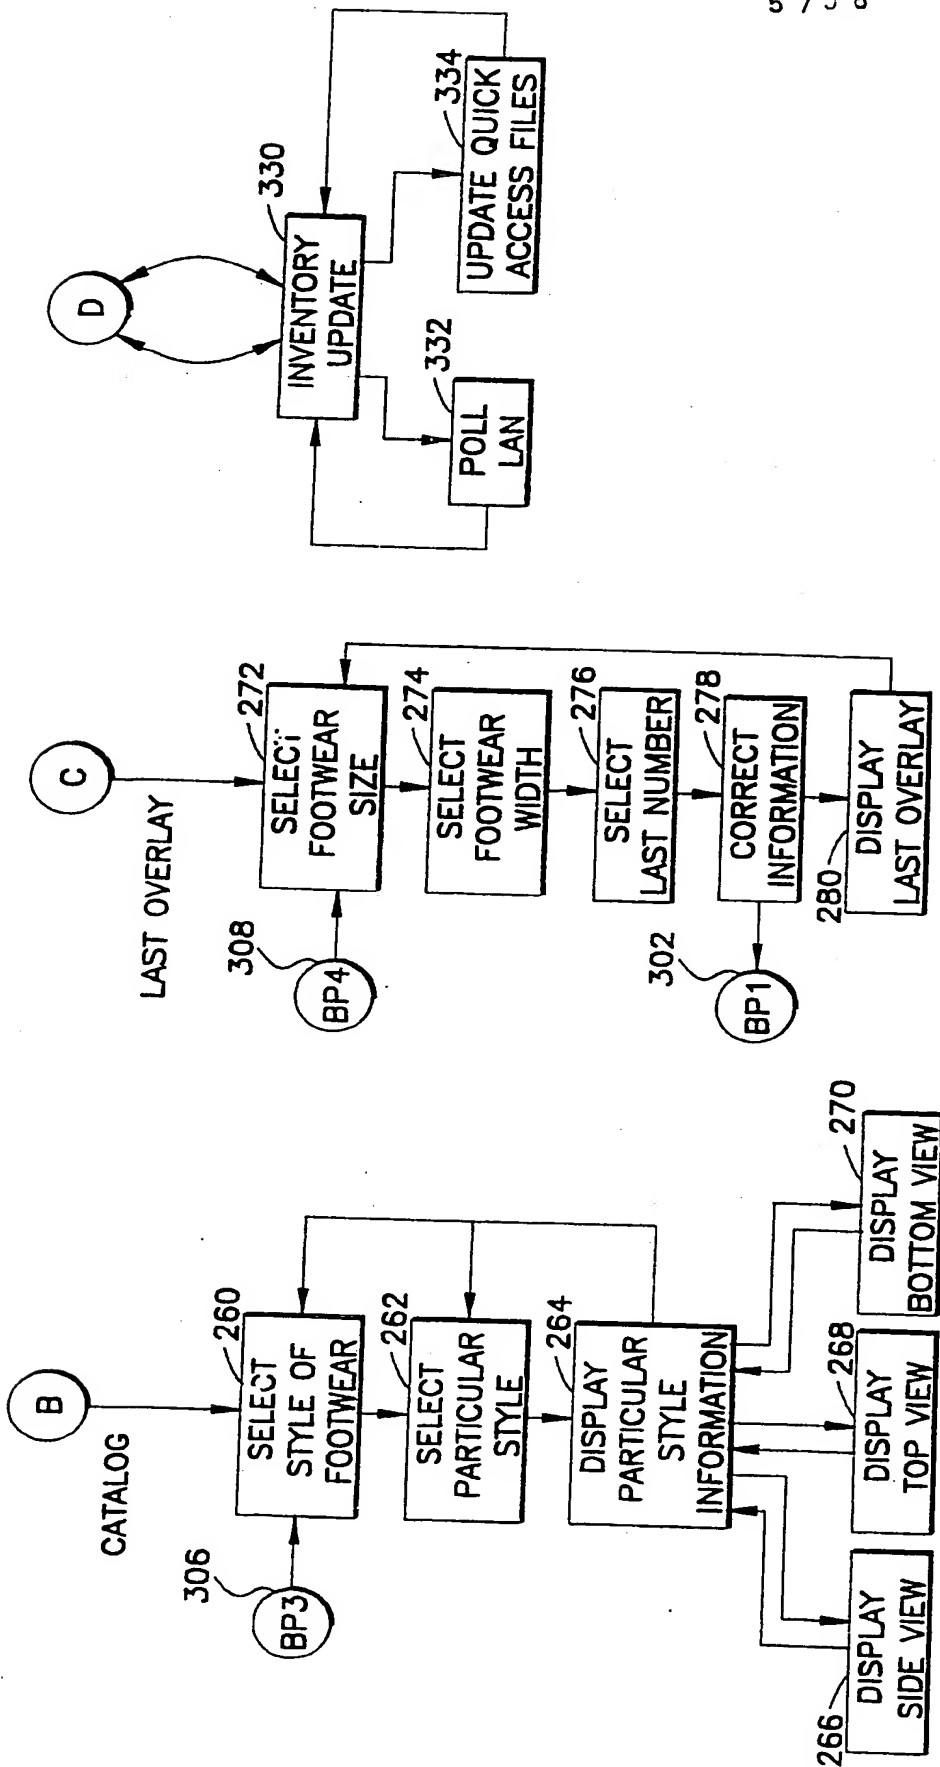 B
CATALOG
306
BP3
260
SELECT
STYLE OF
FOOTWEAR
262
SELECT
PARTICULAR
STYLE
264
DISPLAY
PARTICULAR
STYLE
INFORMATION
266
DISPLAY
SIDE VIEW
268
DISPLAY
TOP VIEW
270
DISPLAY
BOTTOM VIEW
C
LAST OVERLAY
308
BP4
272
SELECT
FOOTWEAR
SIZE
274
SELECT
FOOTWEAR
WIDTH
276
SELECT
LAST NUMBER
278
CORRECT
INFORMATION
302
BP1
280
DISPLAY
LAST OVERLAY
D
330
INVENTORY
UPDATE
332
POLL
LAN
334
UPDATE QUICK
ACCESS FILES